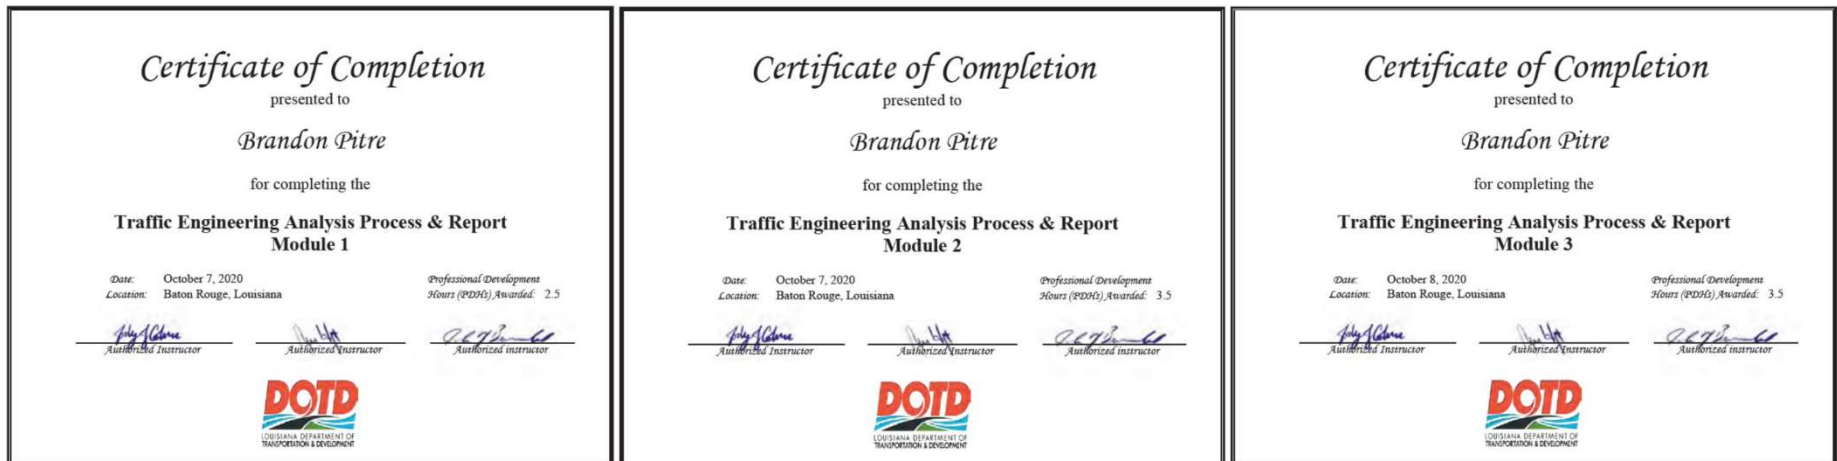 Certificate of Completion
presented to
Brandon Pitre
for completing the
Traffic Engineering Analysis Process & Report
Module 1
Date: October 7, 2020
Location: Baton Rouge, Louisiana
Professional Development
Hours (PDHs) Awarded: 2.5
Authorized Instructor
Authorized Instructor
Authorized instructor
DOTD
LOUISIANA DEPARTMENT OF
TRANSPORTATION & DEVELOPMENT
Certificate of Completion
presented to
Brandon Pitre
for completing the
Traffic Engineering Analysis Process & Report
Module 2
Date: October 7, 2020
Location: Baton Rouge, Louisiana
Professional Development
Hours (PDHs) Awarded: 3.5
Authorized Instructor
Authorized Instructor
Authorized instructor
DOTD
LOUISIANA DEPARTMENT OF
TRANSPORTATION & DEVELOPMENT
Certificate of Completion
presented to
Brandon Pitre
for completing the
Traffic Engineering Analysis Process & Report
Module 3
Date: October 8, 2020
Location: Baton Rouge, Louisiana
Professional Development
Hours (PDHs) Awarded: 3.5
Authorized Instructor
Authorized Instructor
Authorized instructor
DOTD
LOUISIANA DEPARTMENT OF
TRANSPORTATION & DEVELOPMENT